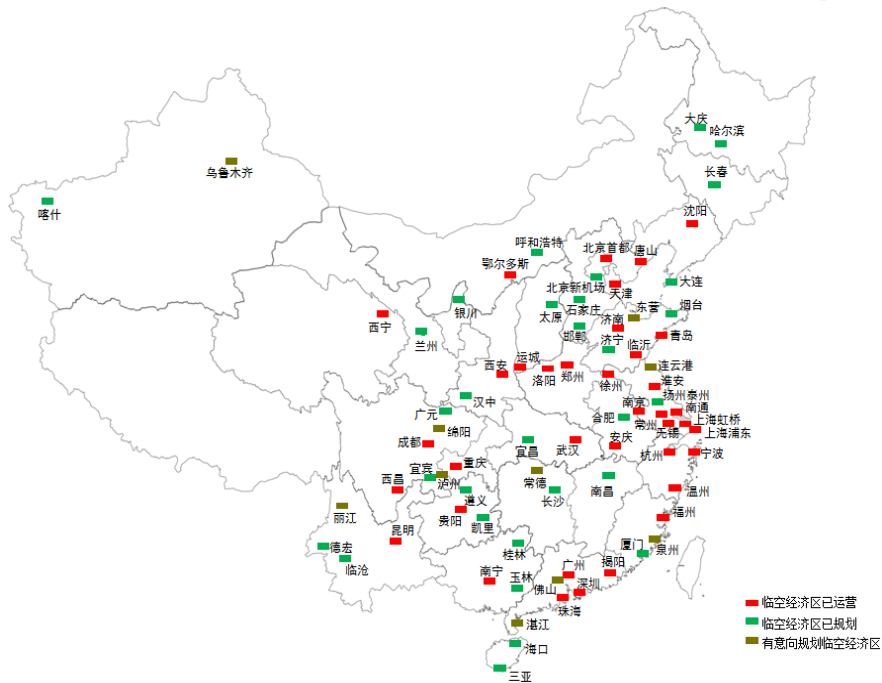 大庆
哈尔滨
长春
乌鲁木齐
喀什
沈阳
呼和浩特
北京首都
唐山
鄂尔多斯
北京新机场
天津
大连
银川
太原
石家庄
东营
烟台
西宁
兰州
邯郸
济南
青岛
济宁
临沂
西安
运城
洛阳
郑州
徐州
连云港
淮安
汉中
扬州泰州
广元
合肥
南京
南通
常州
上海虹桥
绵阳
无锡
上海浦东
成都
宜昌
武汉
安庆
杭州
宁波
重庆
宜宾
泸州
西昌
遵义
常德
长沙
南昌
温州
丽江
贵阳
凯里
福州
昆明
德宏
临沧
桂林
厦门
泉州
南宁
玉林
广州
揭阳
佛山
深圳
珠海
湛江
海口
三亚
临空经济区已运营
临空经济区已规划
有意向规划临空经济区